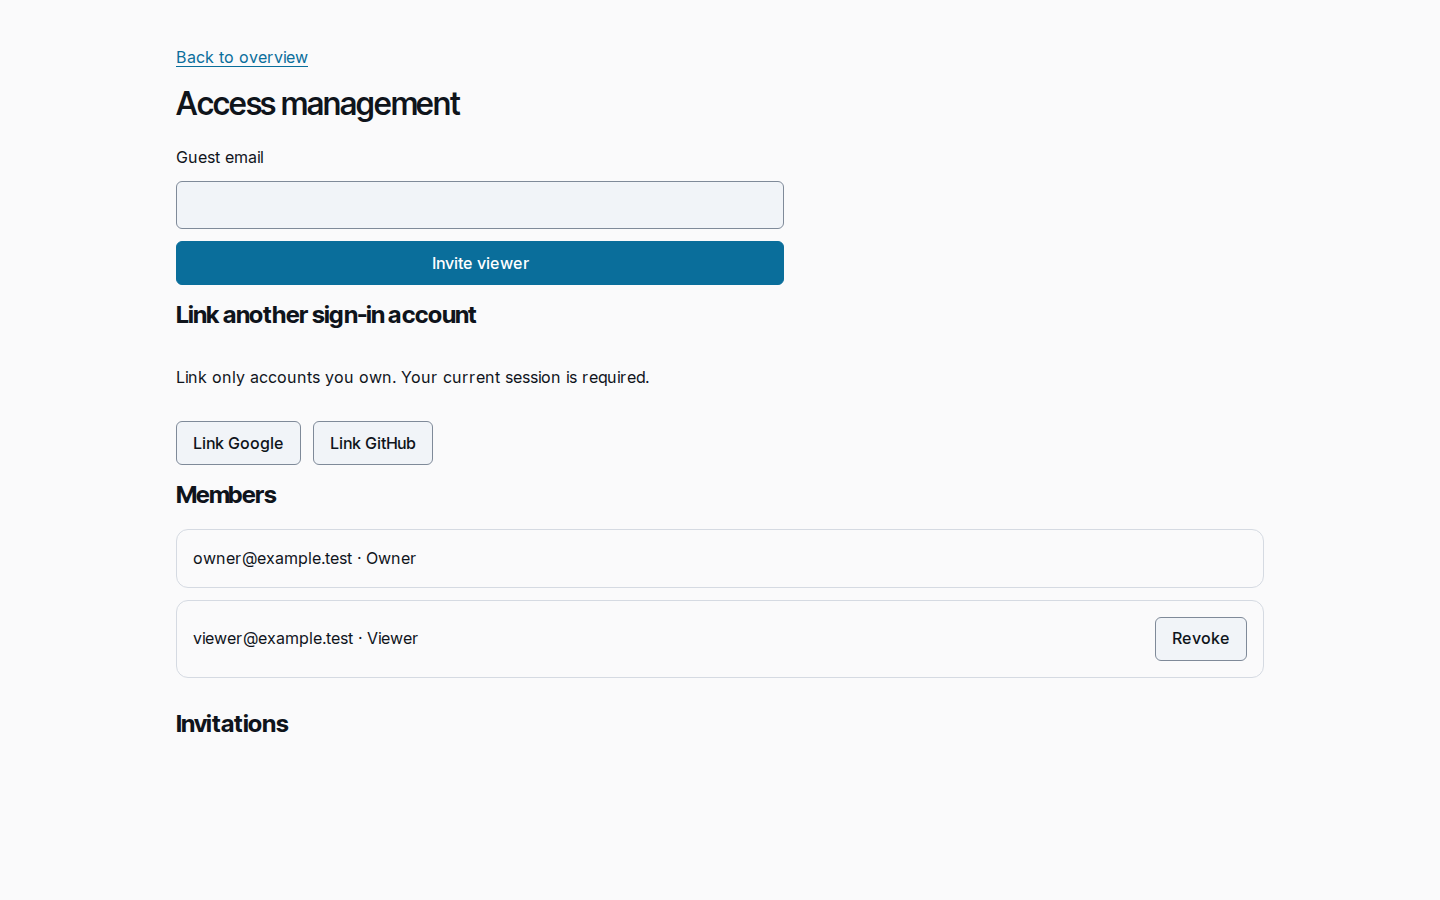 Back to overview
Access management
Guest email
Invite viewer
Link another sign-in account
Link only accounts you own. Your current session is required.
Link Google
Link GitHub
Members
owner@example.test · Owner
viewer@example.test · Viewer
Revoke
Invitations